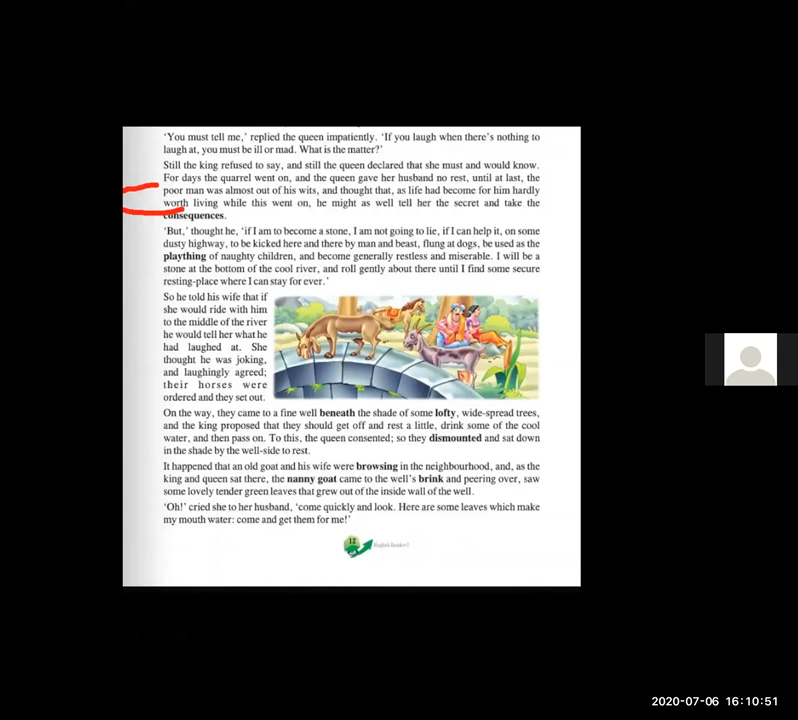 ‘You must tell me,’ replied the queen impatiently. ‘If you laugh when there’s nothing to
laugh at, you must be ill or mad. What is the matter?’
Still the king refused to say, and still the queen declared that she must and would know.
For days the quarrel went on, and the queen gave her husband no rest, until at last, the
poor man was almost out of his wits, and thought that, as life had become for him hardly
worth living while this went on, he might as well tell her the secret and take the
consequences.
‘But,’ thought he, ‘if I am to become a stone, I am not going to lie, if I can help it, on some
dusty highway, to be kicked here and there by man and beast, flung at dogs, be used as the
plaything of naughty children, and become generally restless and miserable. I will be a
stone at the bottom of the cool river, and roll gently about there until I find some secure
resting-place where I can stay for ever.’
So he told his wife that if
she would ride with him
to the middle of the river
he would tell her what he
had laughed at. She
thought he was joking,
and laughingly agreed;
their horses were
ordered and they set out.
On the way, they came to a fine well beneath the shade of some lofty, wide-spread trees,
and the king proposed that they should get off and rest a little, drink some of the cool
water, and then pass on. To this, the queen consented; so they dismounted and sat down
in the shade by the well-side to rest.
It happened that an old goat and his wife were browsing in the neighbourhood, and, as the
king and queen sat there, the nanny goat came to the well’s brink and peering over, saw
some lovely tender green leaves that grew out of the inside wall of the well.
‘Oh!’ cried she to her husband, ‘come quickly and look. Here are some leaves which make
my mouth water: come and get them for me!’
12
2020-07-06 16:10:51